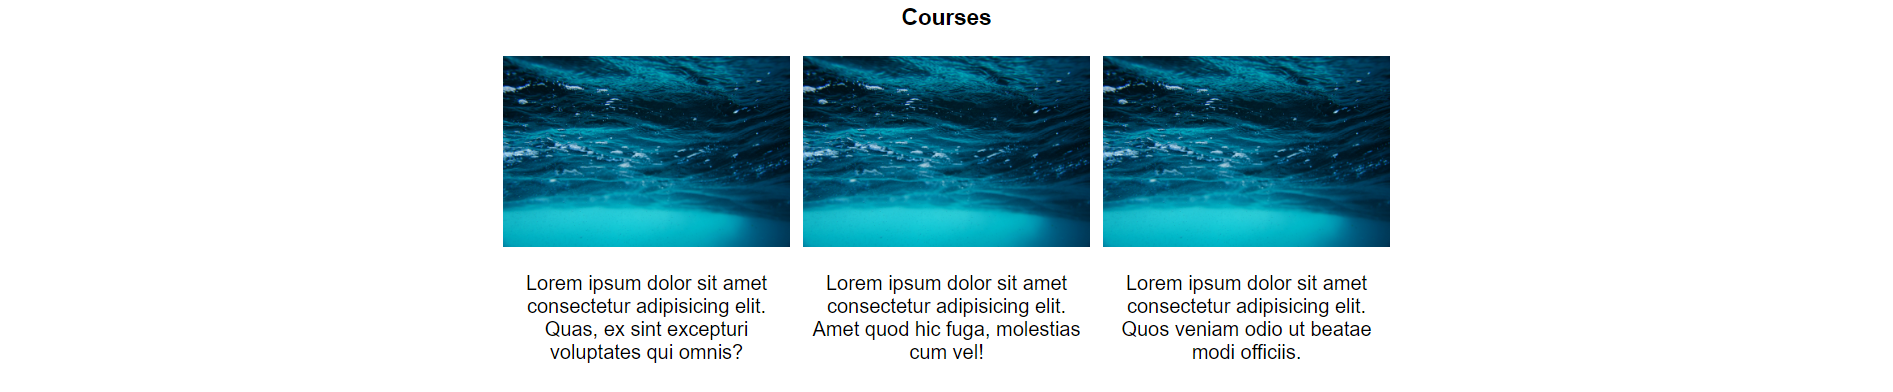 Courses
Lorem ipsum dolor sit amet
consectetur adipisicing elit.
Quas, ex sint excepturi
voluptates qui omnis?
Lorem ipsum dolor sit amet
consectetur adipisicing elit.
Amet quod hic fuga, molestias
cum vel!
Lorem ipsum dolor sit amet
consectetur adipisicing elit.
Quos veniam odio ut beatae
modi officiis.